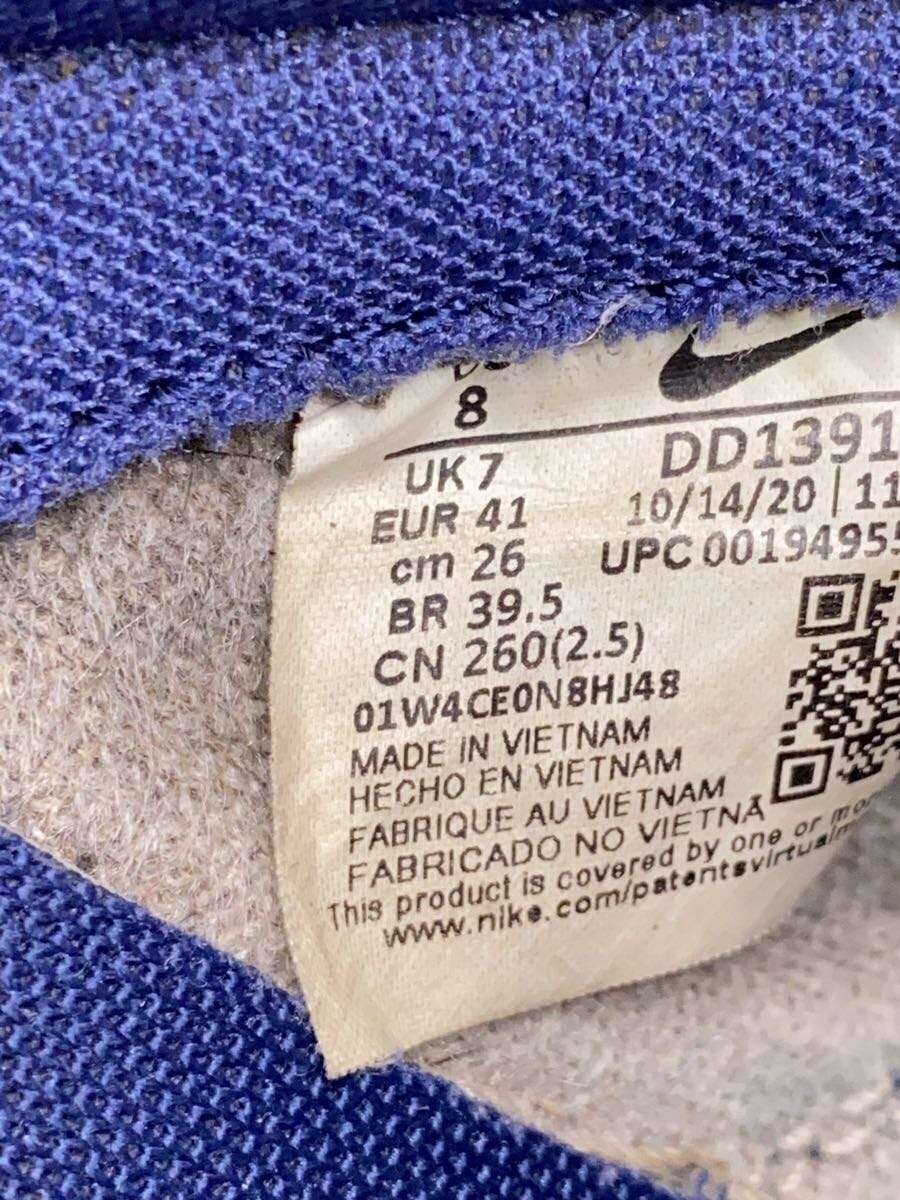 8
UK 7
EUR 41
cm 26
BR 39.5
CN 260(2.5)
01W4CE0N8HJ48
MADE IN VIETNAM
HECHO EN VIETNAM
FABRIQUE AU VIETNAM
FABRICADO NO VIETNÃ
This product is covered by one or
www.nike.com/patents
DD1391
10/14/20 | 11
UPC 00194955